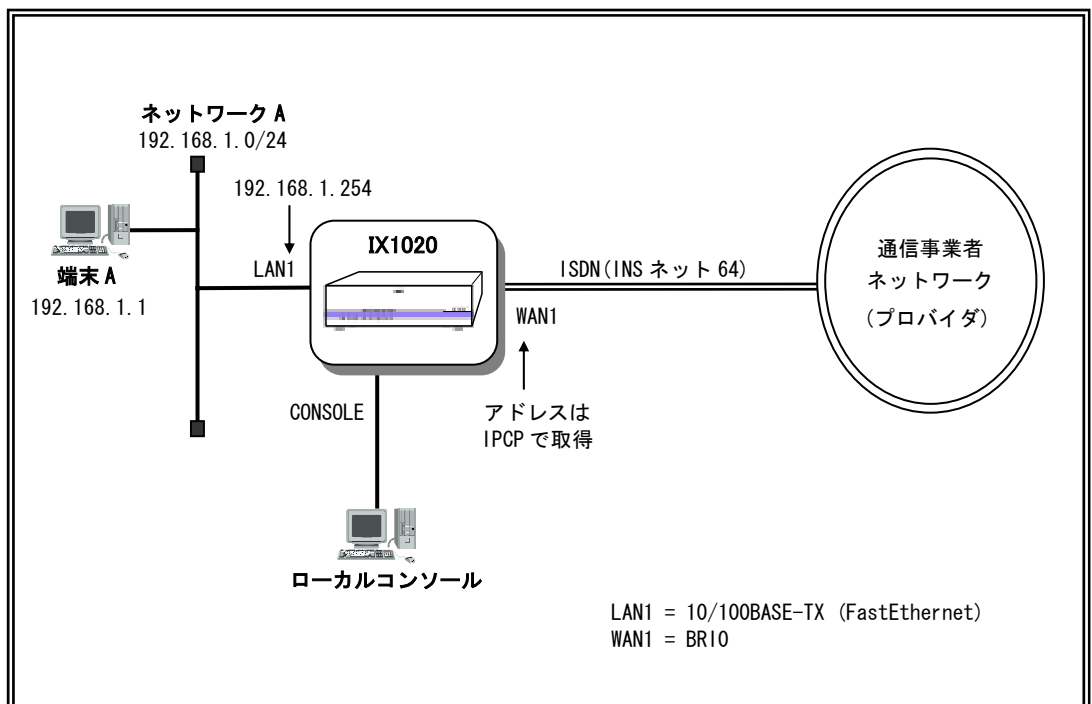 ネットワーク A
192.168.1.0/24
192.168.1.254
IX1020
LAN1
ISDN(INS ネット 64)
通信事業者
ネットワーク
(プロバイダ)
端末 A
192.168.1.1
WAN1
CONSOLE
アドレスは
IPCP で取得
ローカルコンソール
LAN1 = 10/100BASE-TX (FastEthernet)
WAN1 = BRI0